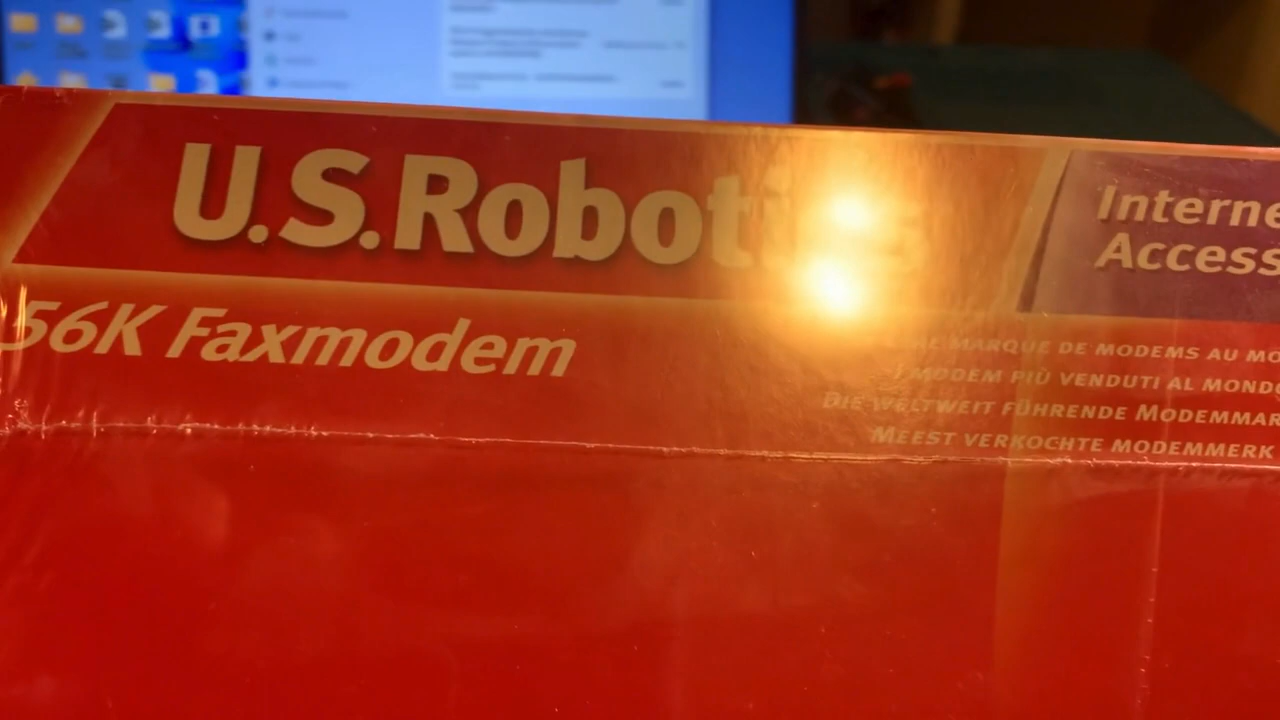 U.S.Robot
Interne
Access
56K Faxmodem
MARQUE DE MODEMS AU MO
MODEM PIÙ VENDUTI AL MONDO
DIE WELTWEIT FÜHRENDE MODEMMAR
MEEST VERKOCHTE MODEMMERK